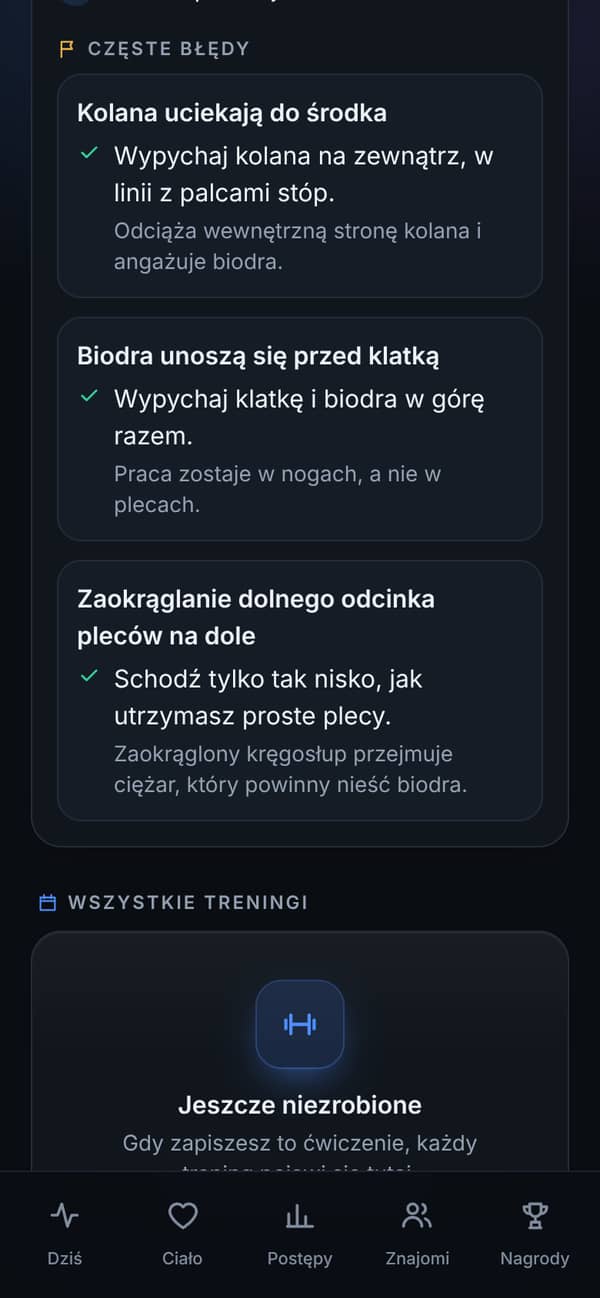 CZĘSTE BŁĘDY
Kolana uciekają do środka
Wypychaj kolana na zewnątrz, w
linii z palcami stóp.
Odciąża wewnętrzną stronę kolana i
angażuje biodra.
Biodra unoszą się przed klatką
Wypychaj klatkę i biodra w górę
razem.
Praca zostaje w nogach, a nie w
plecach.
Zaokrąglanie dolnego odcinka
pleców na dole
Schodź tylko tak nisko, jak
utrzymasz proste plecy.
Zaokrąglony kręgosłup przejmuje
ciężar, który powinny nieść biodra.
WSZYSTKIE TRENINGI
Jeszcze niezrobione
Gdy zapiszesz to ćwiczenie, każdy
Dziś
Ciało
Postępy
Znajomi
Nagrody